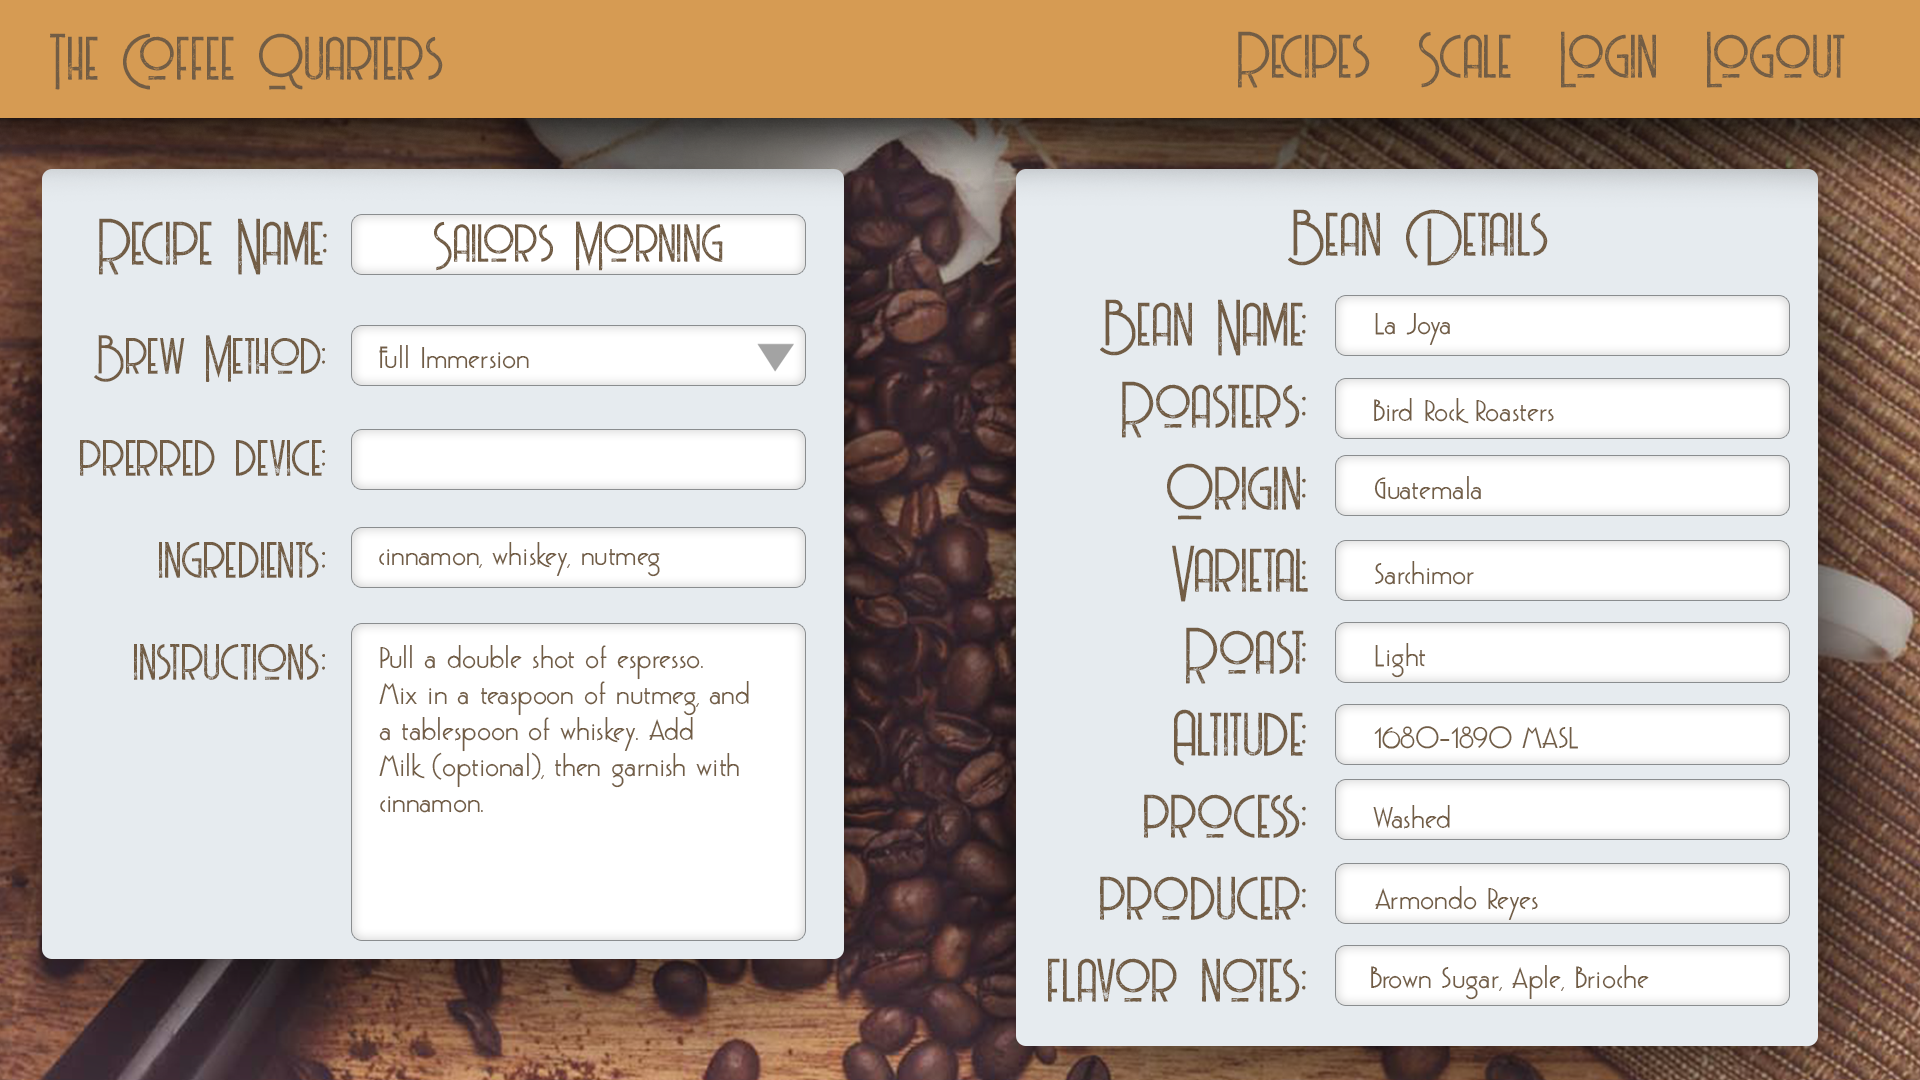 The Coffee Quarters
Recipes Scale Login Logout
Recipe Name: Sailors Morning
Brew Method: Full Immersion
prerred device:
ingredients: cinnamon, whiskey, nutmeg
instructions: Pull a double shot of espresso.
Mix in a teaspoon of nutmeg, and
a tablespoon of whiskey. Add
Milk (optional), then garnish with
cinnamon.
Bean Details
Bean Name: La Joya
Roasters: Bird Rock Roasters
Origin: Guatemala
Varietal: Sarchimor
Roast: Light
Altitude: 1680-1890 MASL
process: Washed
producer: Armondo Reyes
flavor notes: Brown Sugar, Aple, Brioche